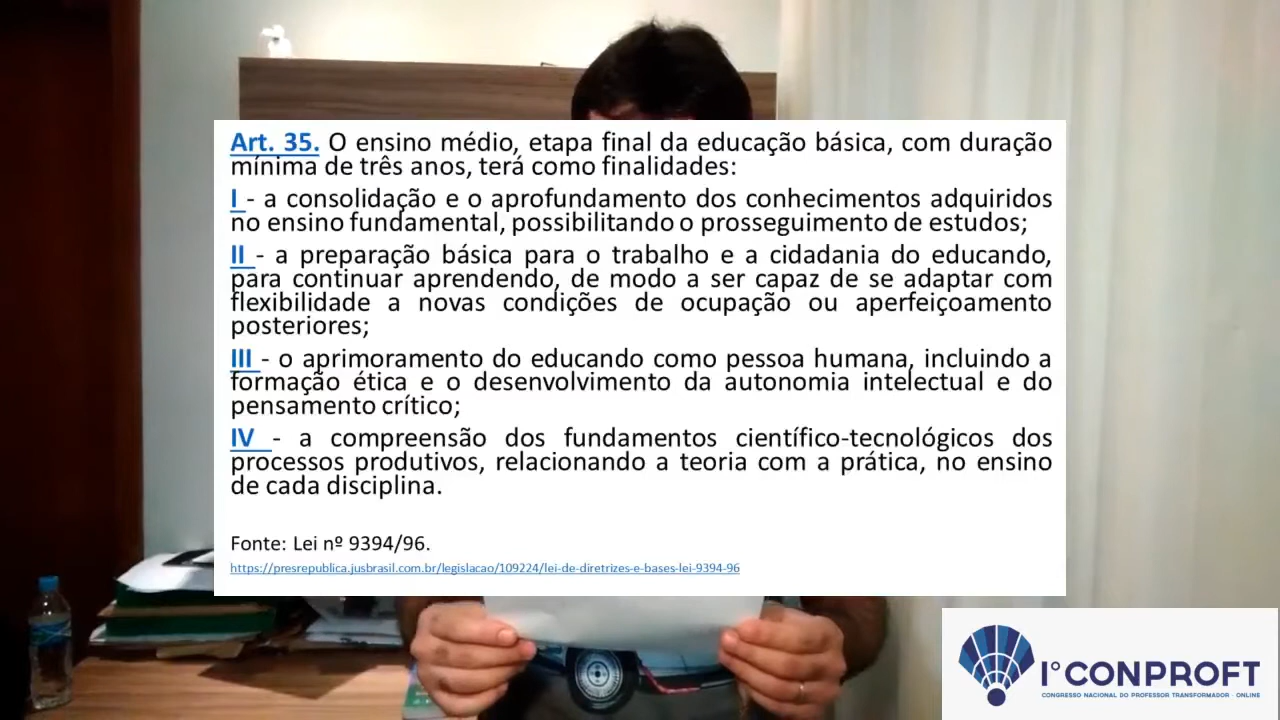 Art. 35. O ensino médio, etapa final da educação básica, com duração
mínima de três anos, terá como finalidades:
I - a consolidação e o aprofundamento dos conhecimentos adquiridos
no ensino fundamental, possibilitando o prosseguimento de estudos;
II - a preparação básica para o trabalho e a cidadania do educando,
para continuar aprendendo, de modo a ser capaz de se adaptar com
flexibilidade a novas condições de ocupação ou aperfeiçoamento
posteriores;
III - o aprimoramento do educando como pessoa humana, incluindo a
formação ética e o desenvolvimento da autonomia intelectual e do
pensamento crítico;
IV - a compreensão dos fundamentos científico-tecnológicos dos
processos produtivos, relacionando a teoria com a prática, no ensino
de cada disciplina.
Fonte: Lei nº 9394/96.
https://presrepublica.jusbrasil.com.br/legislacao/109224/lei-de-diretrizes-e-bases-lei-9394-96
I° CONPROFT
CONGRESSO NACIONAL DO PROFESSOR TRANSFORMADOR - ONLINE